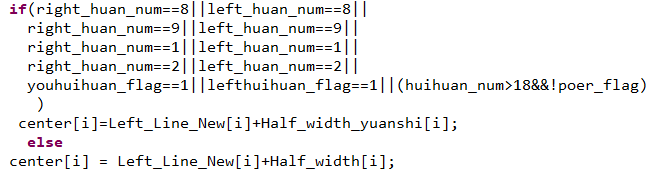 if(right_huan_num==8||left_huan_num==8||
right_huan_num==9||left_huan_num==9||
right_huan_num==1||left_huan_num==1||
right_huan_num==2||left_huan_num==2||
youhuihuan_flag==1||lefthuihuan_flag==1||(huihuan_num>18&&!poer_flag)
)
center[i]=Left_Line_New[i]+Half_width_yuanshi[i];
else
center[i] = Left_Line_New[i]+Half_width[i];